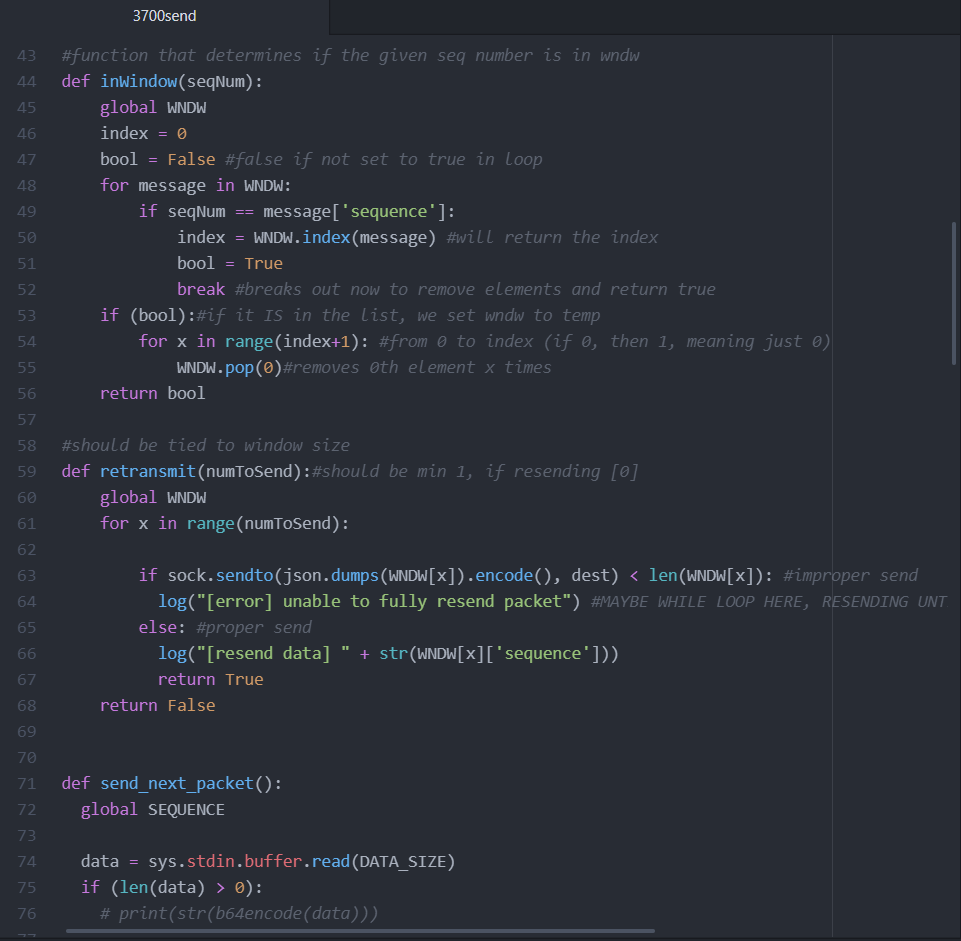 3700send
43 #function that determines if the given seq number is in wndw
44 def inWindow(seqNum):
45     global WNDW
46     index = 0
47     bool = False #false if not set to true in loop
48     for message in WNDW:
49         if seqNum == message['sequence']:
50             index = WNDW.index(message) #will return the index
51             bool = True
52             break #breaks out now to remove elements and return true
53     if (bool):#if it IS in the list, we set wndw to temp
54         for x in range(index+1): #from 0 to index (if 0, then 1, meaning just 0)
55             WNDW.pop(0)#removes 0th element x times
56     return bool
57
58 #should be tied to window size
59 def retransmit(numToSend):#should be min 1, if resending [0]
60     global WNDW
61     for x in range(numToSend):
62
63         if sock.sendto(json.dumps(WNDW[x]).encode(), dest) < len(WNDW[x]): #improper send
64           log("[error] unable to fully resend packet") #MAYBE WHILE LOOP HERE, RESENDING UNT
65         else: #proper send
66           log("[resend data] " + str(WNDW[x]['sequence']))
67           return True
68     return False
69
70
71 def send_next_packet():
72   global SEQUENCE
73
74   data = sys.stdin.buffer.read(DATA_SIZE)
75   if (len(data) > 0):
76     # print(str(b64encode(data)))
77